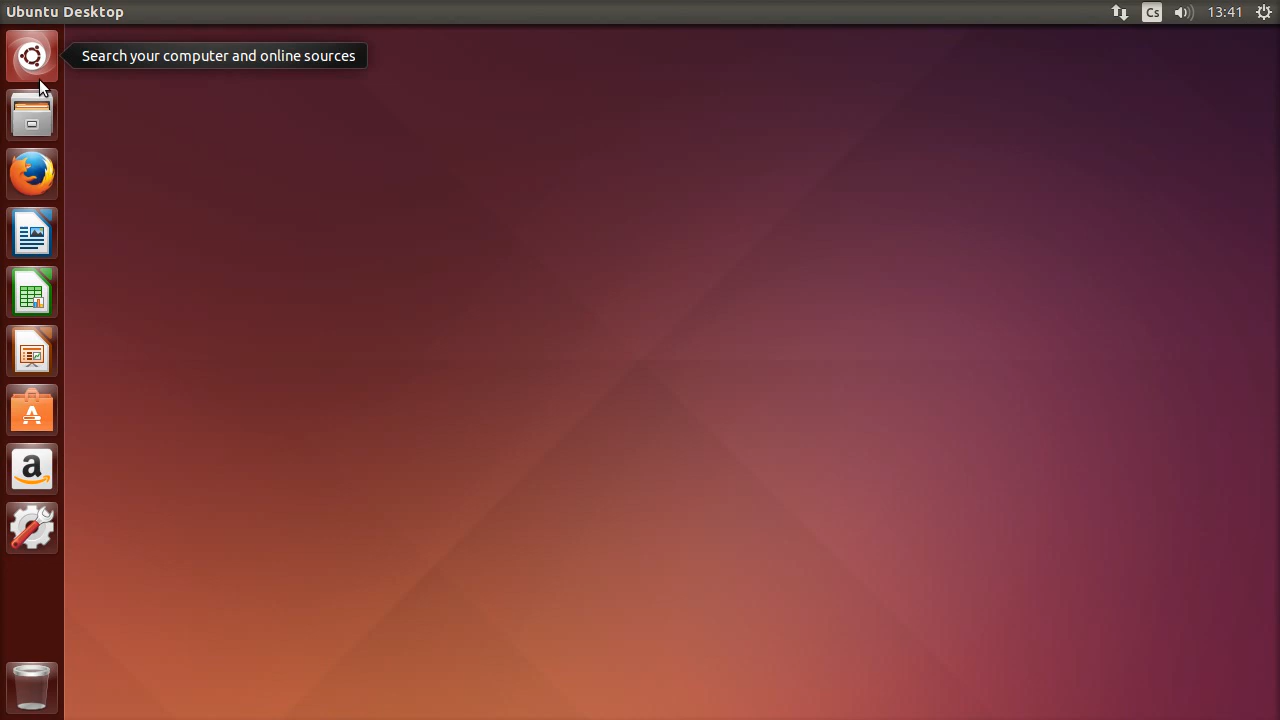 Ubuntu Desktop
Cs
13:41
Search your computer and online sources
A
a